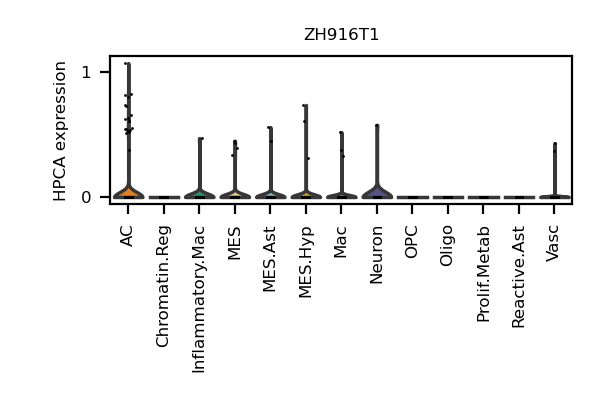 ZH916T1
HPCA expression
1
0
AC
Chromatin.Reg
Inflammatory.Mac
MES
MES.Ast
MES.Hyp
Mac
Neuron
OPC
Oligo
Prolif.Metab
Reactive.Ast
Vasc